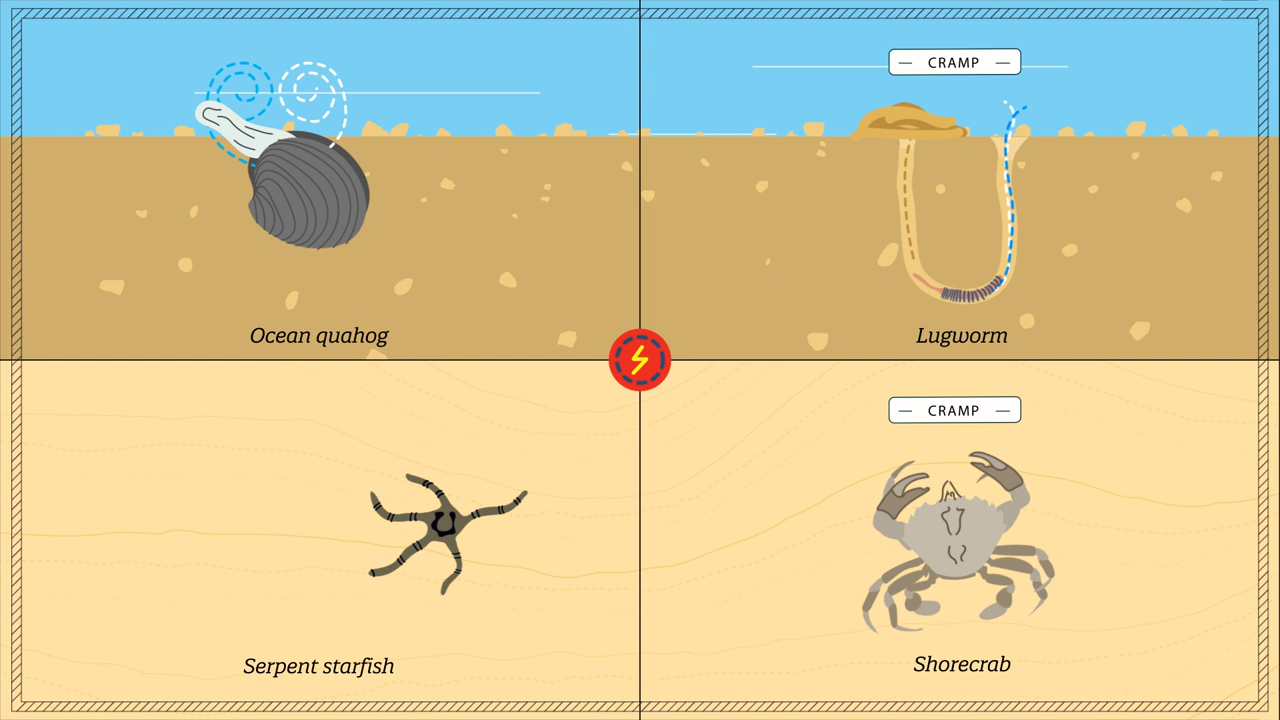 — CRAMP —
Ocean quahog
Lugworm
— CRAMP —
Serpent starfish
Shorecrab